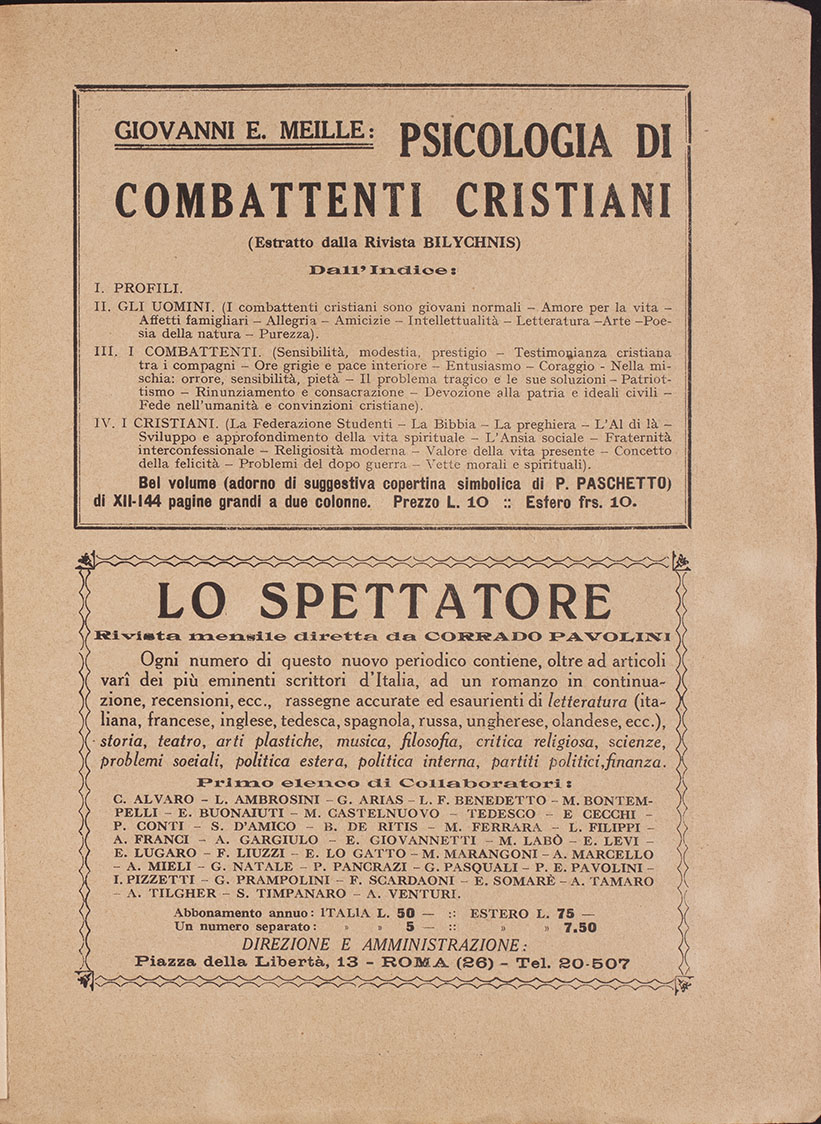 GIOVANNI E. MEILLE: PSICOLOGIA DI
COMBATTENTI CRISTIANI
(Estratto dalla Rivista BILYCHNIS)
Dall'Indice:
I. PROFILI.
II. GLI UOMINI. (I combattenti cristiani sono giovani normali – Amore per la vita –
Affetti famigliari – Allegria – Amicizie – Intellettualità – Letteratura –Arte –Poe-
sia della natura – Purezza).
III. I COMBATTENTI. (Sensibilità, modestia, prestigio – Testimonianza cristiana
tra i compagni – Ore grigie e pace interiore – Entusiasmo – Coraggio - Nella mi-
schia: orrore, sensibilità, pietà – Il problema tragico e le sue soluzioni – Patriot-
tismo – Rinunziamento e consacrazione – Devozione alla patria e ideali civili –
Fede nell'umanità e convinzioni cristiane).
IV. I CRISTIANI. (La Federazione Studenti – La Bibbia – La preghiera – L'Al di là –
Sviluppo e approfondimento della vita spirituale – L'Ansia sociale – Fraternità
interconfessionale – Religiosità moderna – Valore della vita presente – Concetto
della felicità – Problemi del dopo guerra – Vette morali e spirituali).
Bel volume (adorno di suggestiva copertina simbolica di P. PASCHETTO)
di XII-144 pagine grandi a due colonne. Prezzo L. 10 :: Estero frs. 10.
LO SPETTATORE
Rivista mensile diretta da CORRADO PAVOLINI
Ogni numero di questo nuovo periodico contiene, oltre ad articoli
varî dei più eminenti scrittori d'Italia, ad un romanzo in continua-
zione, recensioni, ecc., rassegne accurate ed esaurienti di letteratura (ita-
liana, francese, inglese, tedesca, spagnola, russa, ungherese, olandese, ecc.),
storia, teatro, arti plastiche, musica, filosofia, critica religiosa, scienze,
problemi soeiali, politica estera, politica interna, partiti politici,finanza.
Primo elenco di Collaboratori:
C. ALVARO – L. AMBROSINI – G. ARIAS – L. F. BENEDETTO – M. BONTEM-
PELLI – E. BUONAIUTI – M. CASTELNUOVO – TEDESCO – E CECCHI –
P. CONTI – S. D'AMICO – B. DE RITIS – M. FERRARA – L. FILIPPI –
A. FRANCI – A. GARGIULO – E. GIOVANNETTI – M. LABÒ – E. LEVI –
E. LUGARO – F. LIUZZI – E. LO GATTO – M. MARANGONI – A. MARCELLO
– A. MIELI – G. NATALE – P. PANCRAZI – G. PASQUALI – P. E. PAVOLINI –
I. PIZZETTI – G. PRAMPOLINI – F. SCARDAONI – E. SOMARÈ – A. TAMARO
– A. TILGHER – S. TIMPANARO – A. VENTURI.
Abbonamento annuo: ITALIA L. 50 — :: ESTERO L. 75 —
Un numero separato: » » 5 — :: » » 7.50
DIREZIONE E AMMINISTRAZIONE:
Piazza della Libertà, 13 – ROMA (26) – Tel. 20-507